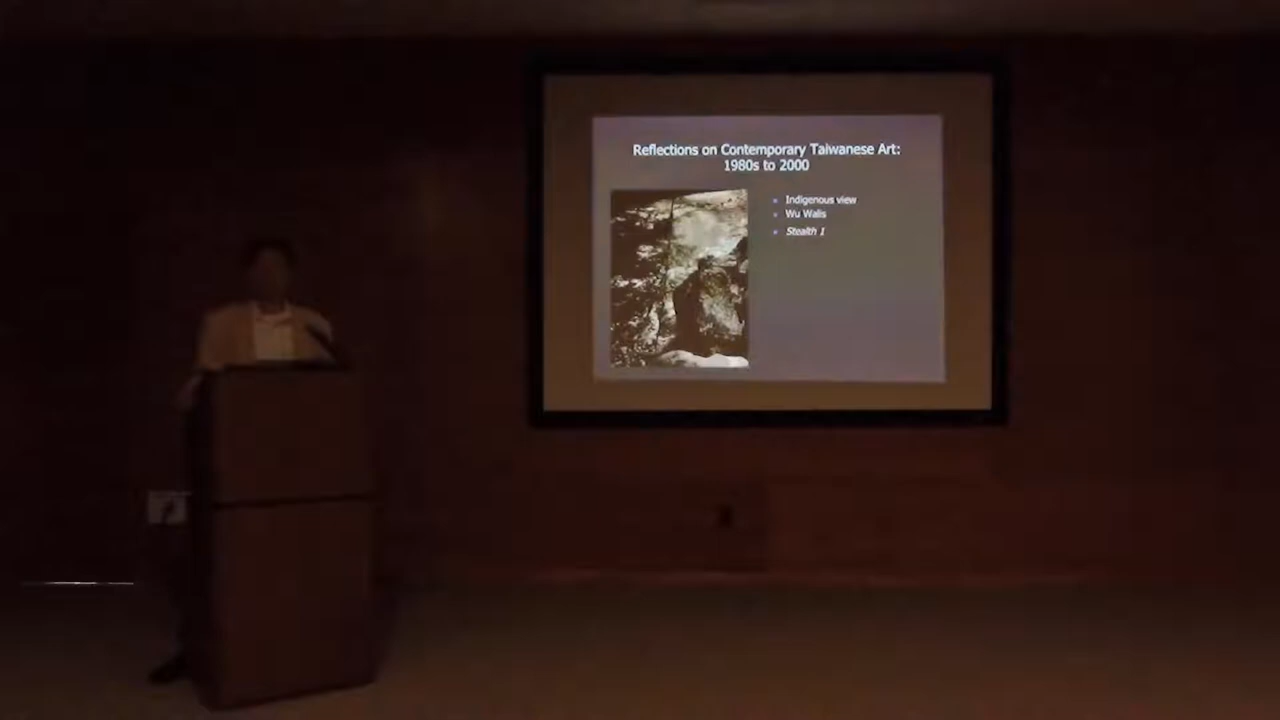 Reflections on Contemporary Taiwanese Art:
1980s to 2000
Indigenous view
Wu Walis
Stealth 1